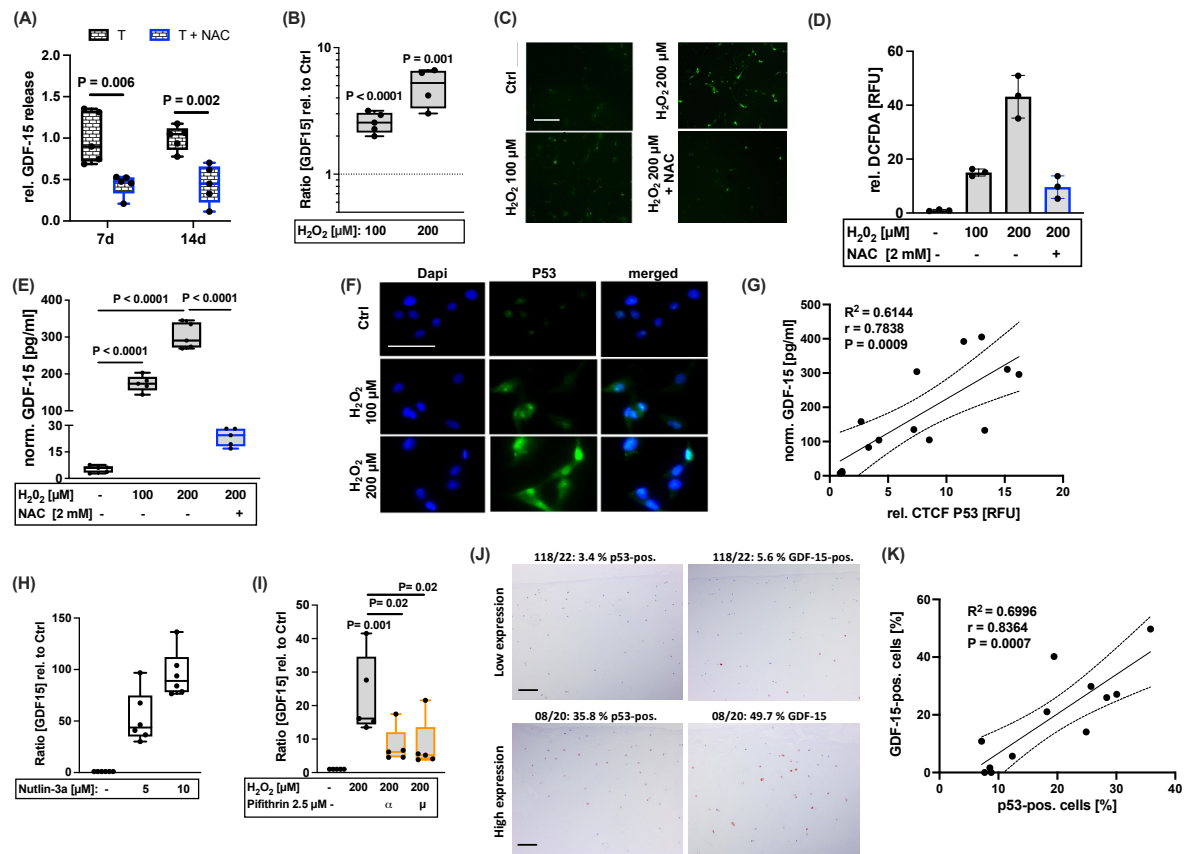 (A)
T
T + NAC
rel. GDF-15 release
2.0
1.5
1.0
0.5
0.0
P = 0.006
P = 0.002
7d
14d
(B)
Ratio [GDF15] rel. to Ctrl
10
1
P < 0.0001
P = 0.001
H₂O₂ [µM]: 100 200
(C)
Ctrl
H₂O₂ 200 µM
H₂O₂ 100 µM
H₂O₂ 200 µM
+ NAC
(D)
rel. DCFDA [RFU]
60
40
20
0
H₂0₂ [µM] - 100 200 200
NAC [2 mM] - - - +
(E)
norm. GDF-15 [pg/ml]
400
350
300
250
200
150
100
30
15
0
P < 0.0001
P < 0.0001
P < 0.0001
H₂0₂ [µM] - 100 200 200
NAC [2 mM] - - - +
(F)
Dapi P53 merged
Ctrl
H₂O₂
100 µM
H₂O₂
200 µM
(G)
R² = 0.6144
r = 0.7838
P = 0.0009
norm. GDF-15 [pg/ml]
500
400
300
200
100
0
0 5 10 15 20
rel. CTCF P53 [RFU]
(H)
Ratio [GDF15] rel. to Ctrl
150
100
50
0
Nutlin-3a [µM]: - 5 10
(I)
Ratio [GDF15] rel. to Ctrl
50
40
30
20
10
0
P= 0.02
P = 0.02
P= 0.001
H₂O₂ [µM] 200 200 200
Pifithrin 2.5 µM - α µ
(J)
118/22: 3.4 % p53-pos.
118/22: 5.6 % GDF-15-pos.
Low expression
08/20: 35.8 % p53-pos.
08/20: 49.7 % GDF-15
High expression
(K)
R² = 0.6996
r = 0.8364
P = 0.0007
GDF-15-pos. cells [%]
60
40
20
0
0 10 20 30 40
p53-pos. cells [%]